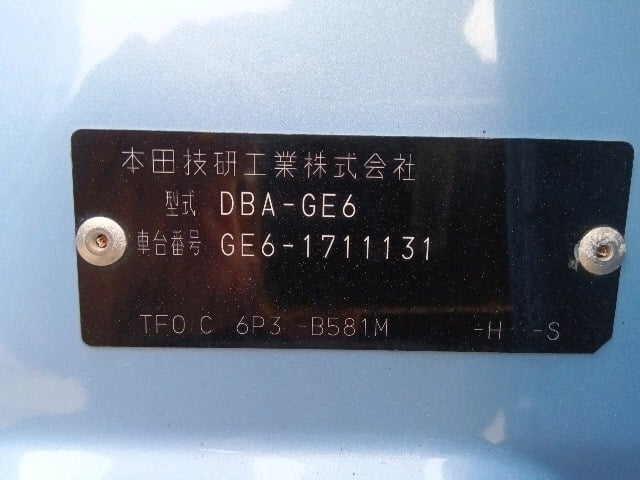 本田技研工業株式会社
型式 DBA-GE6
車台番号 GE6-1711131
TF0 C 6P3 -B581M -H -S